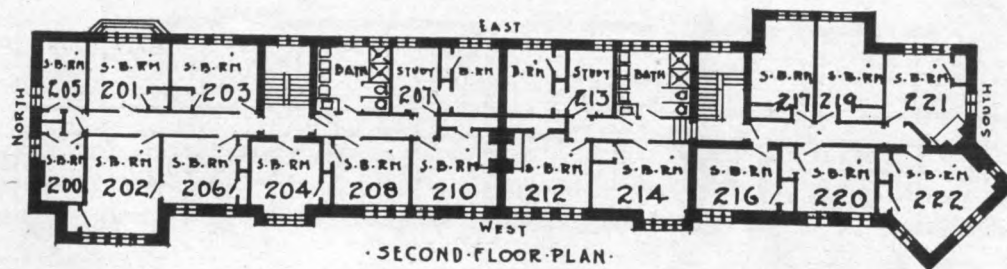 EAST
NORTH
S.B.RM
205
S.B.RM
201
S.B.RM
203
BATH
STUDY
207
B.RM
B.RM
STUDY
213
BATH
S.B.RM
217
S.B.RM
219
S.B.RM
221
SOUTH
S.B.RM
200
S.B.RM
202
S.B.RM
206
S.B.RM
204
S.B.RM
208
S.B.RM
210
S.B.RM
212
S.B.RM
214
S.B.RM
216
S.B.RM
220
S.B.RM
222
WEST
·SECOND·FLOOR·PLAN·